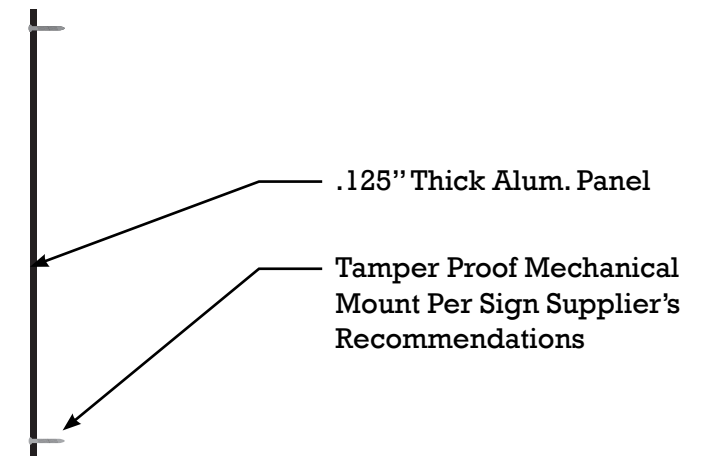 .125” Thick Alum. Panel
Tamper Proof Mechanical
Mount Per Sign Supplier’s
Recommendations